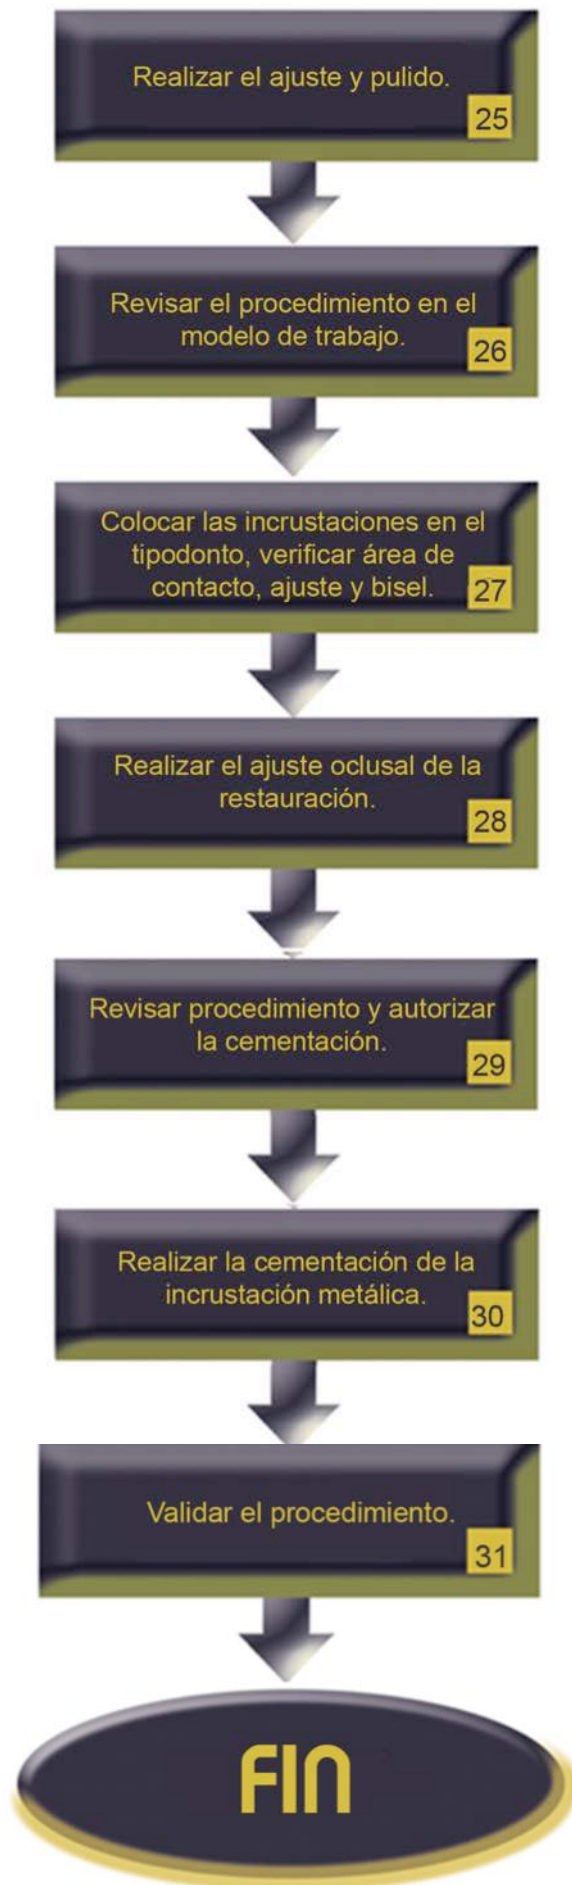 Realizar el ajuste y pulido.
25
Revisar el procedimiento en el
modelo de trabajo.
26
Colocar las incrustaciones en el
tipodonto, verificar área de
contacto, ajuste y bisel.
27
Realizar el ajuste oclusal de la
restauración.
28
Revisar procedimiento y autorizar
la cementación.
29
Realizar la cementación de la
incrustación metálica.
30
Validar el procedimiento.
31
FIN